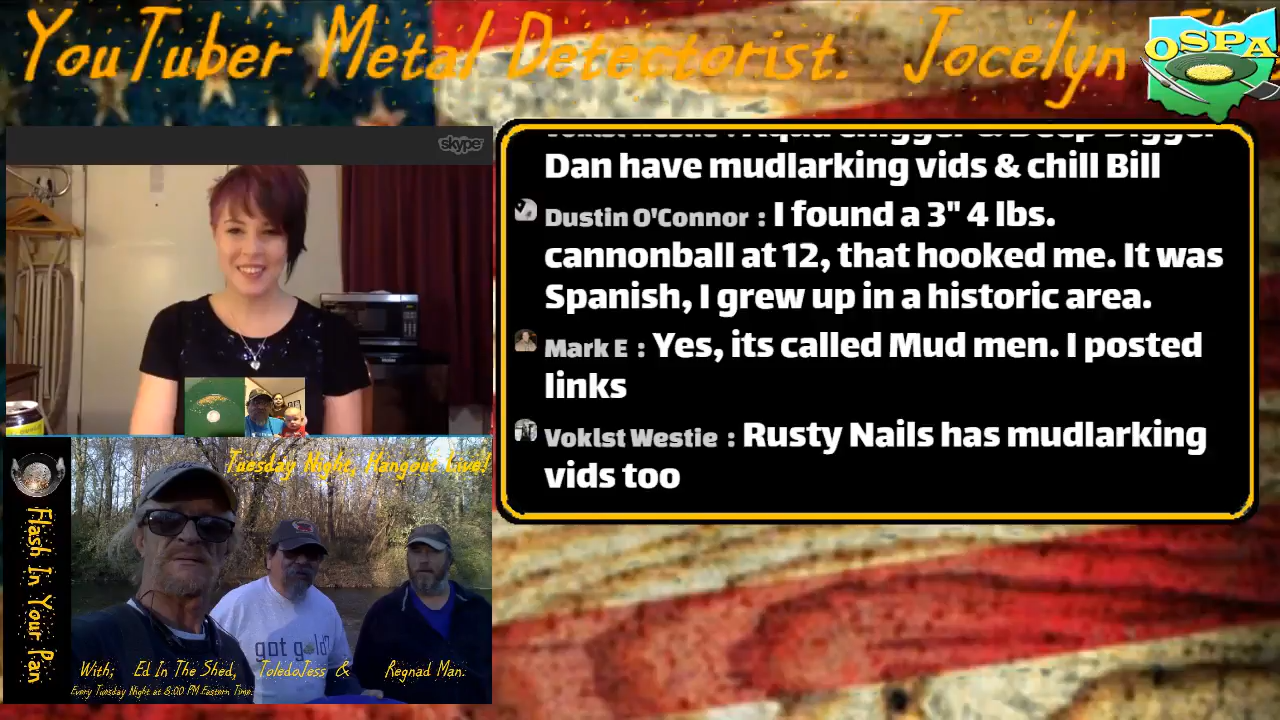 YouTuber Metal Detectorist. Jocelyn
OSPA
skype
Dan have mudlarking vids & chill Bill
Dustin O'Connor : I found a 3" 4 lbs.
cannonball at 12, that hooked me. It was
Spanish, I grew up in a historic area.
Mark E : Yes, its called Mud men. I posted
links
Voklst Westie : Rusty Nails has mudlarking
vids too
Tuesday Night, Hangout Live!
Flash In Your Pan
got gold?
With; Ed In The Shed, ToledoJess & Regnad Man.
Every Tuesday Night at 8:00 PM Eastern Time.